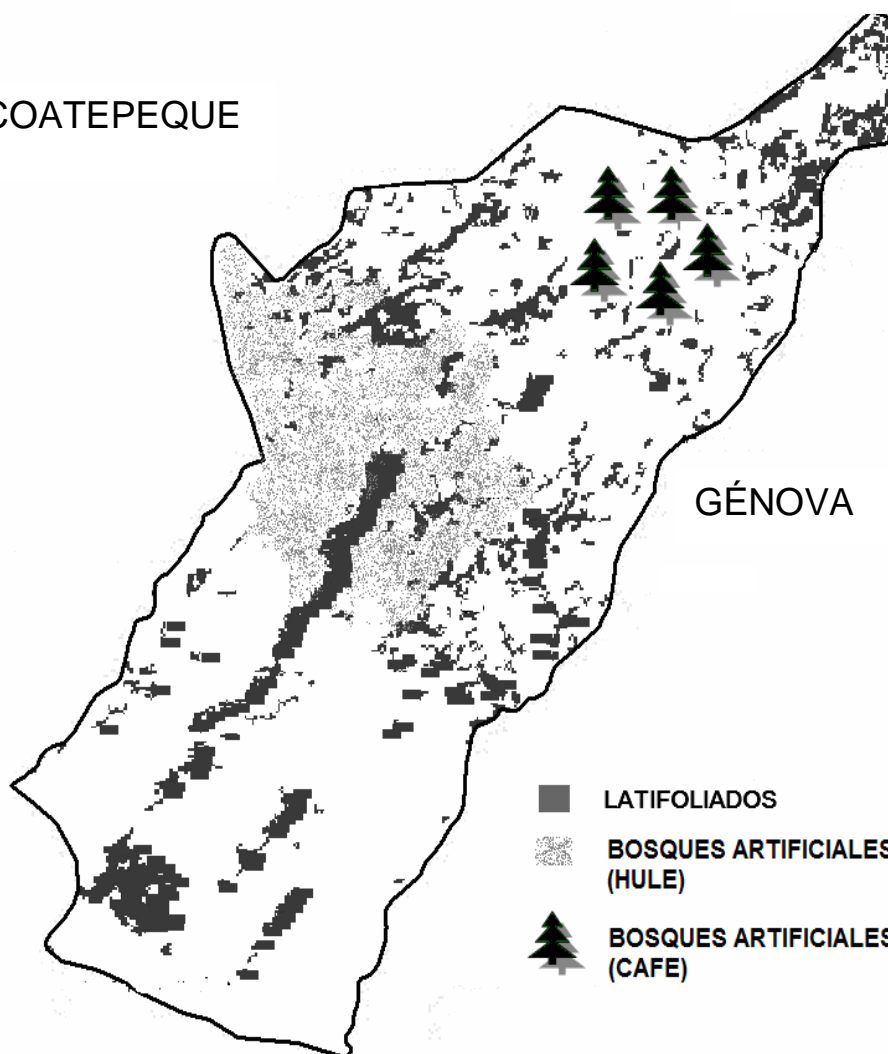 COATEPEQUE
GÉNOVA
LATIFOLIADOS
BOSQUES ARTIFICIALES
(HULE)
BOSQUES ARTIFICIALES
(CAFE)